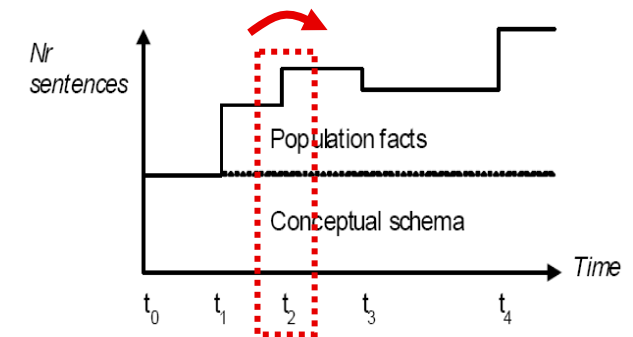 Nr
sentences
Population facts
Conceptual schema
Time
t0 t1 t2 t3 t4